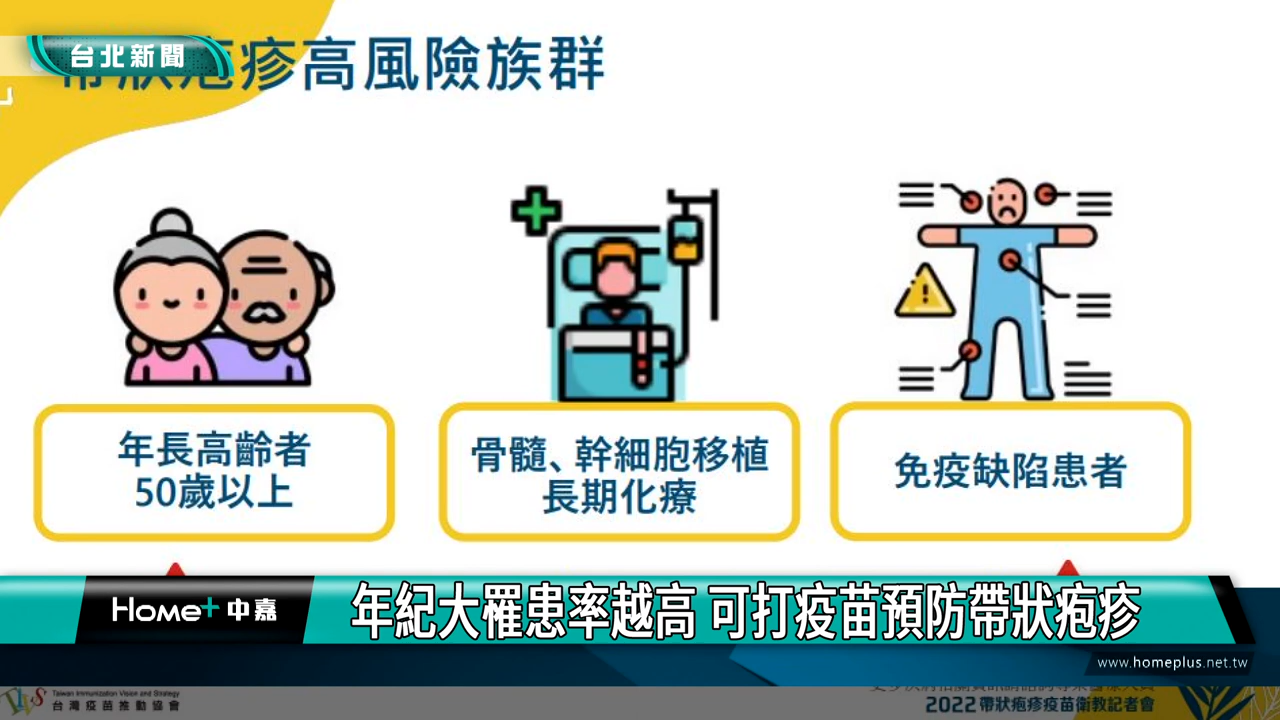 台北新聞
帶狀疱疹高風險族群
年長高齡者
50歲以上
骨髓、幹細胞移植
長期化療
免疫缺陷患者
Home+中嘉
年紀大罹患率越高 可打疫苗預防帶狀疱疹
www.homeplus.net.tw
TIVS
Taiwan Immunization Vision and Strategy
台灣疫苗推動協會
2022帶狀疱疹疫苗衛教記者會